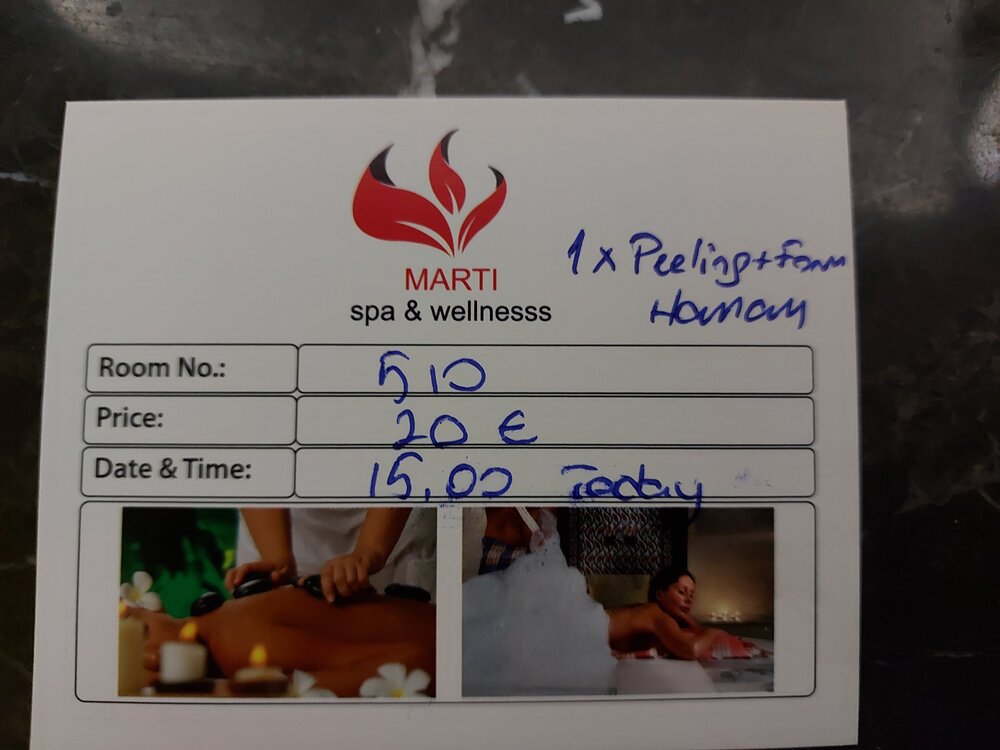 MARTI
spa & wellnesss
1 x Peeling + Foam
Hamam
Room No.: 510
Price: 20 €
Date & Time: 15,00 Today